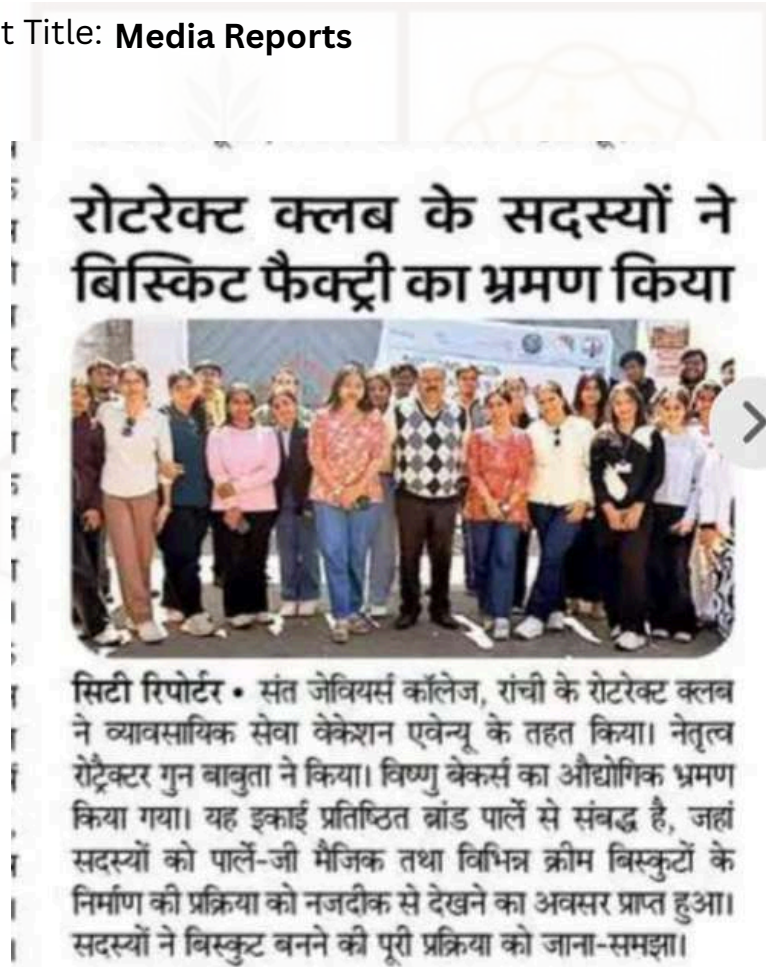 t Title: Media Reports
रोटरेक्ट क्लब के सदस्यों ने
बिस्किट फैक्ट्री का भ्रमण किया
सिटी रिपोर्टर • संत जेवियर्स कॉलेज, रांची के रोटरेक्ट क्लब
ने व्यावसायिक सेवा वेकेशन एवेन्यू के तहत किया। नेतृत्व
रोट्रैक्टर गुन बाबुता ने किया। विष्णु बेकर्स का औद्योगिक भ्रमण
किया गया। यह इकाई प्रतिष्ठित ब्रांड पार्ले से संबद्ध है, जहां
सदस्यों को पार्ले-जी मैजिक तथा विभिन्न क्रीम बिस्कुटों के
निर्माण की प्रक्रिया को नजदीक से देखने का अवसर प्राप्त हुआ।
सदस्यों ने बिस्कुट बनने की पूरी प्रक्रिया को जाना-समझा।